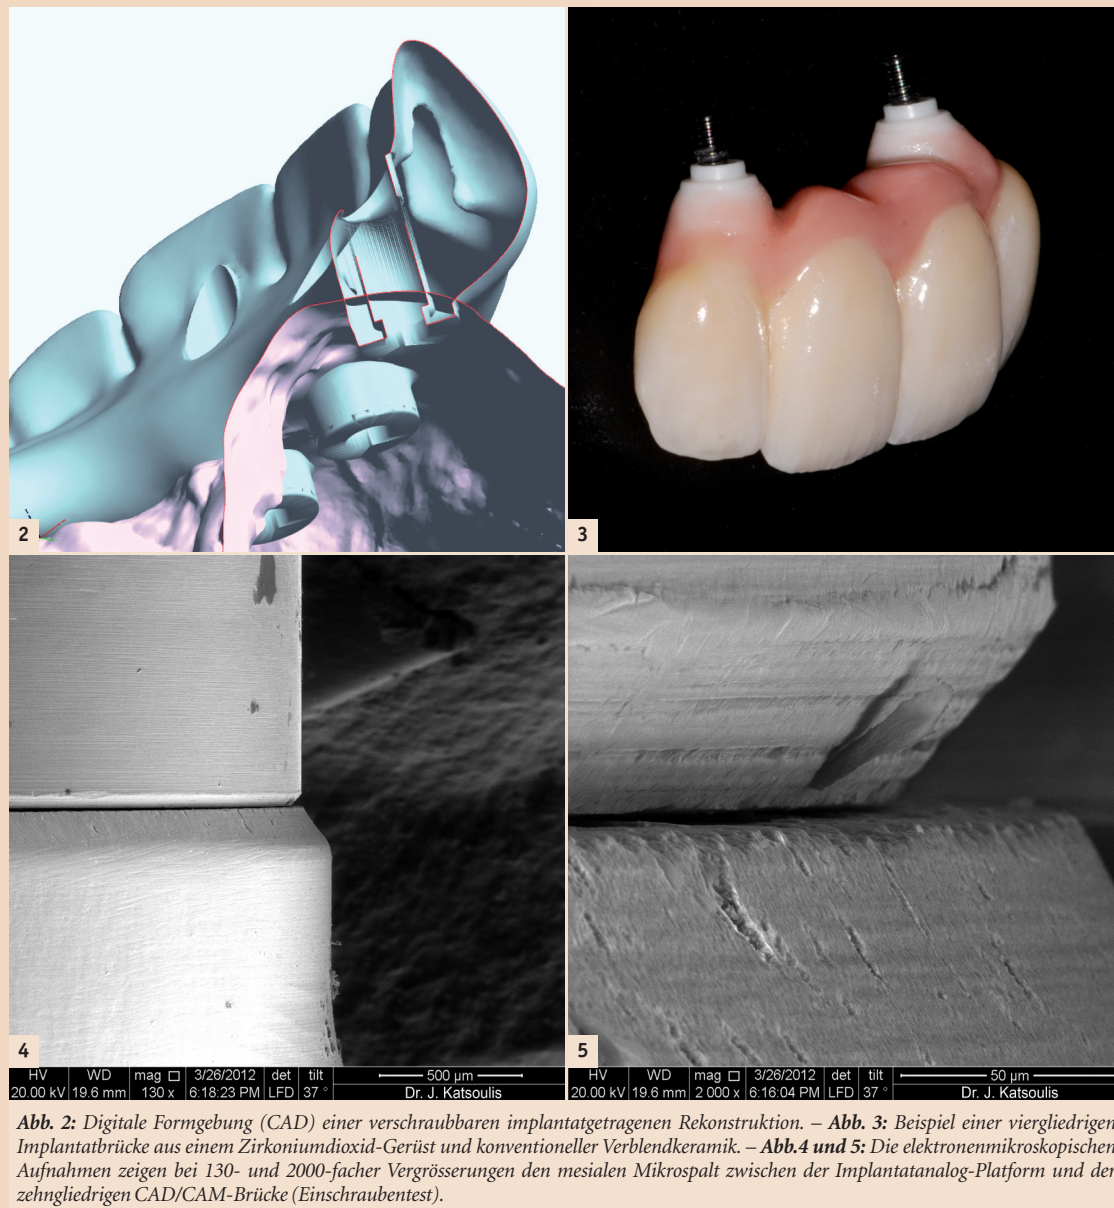 2
3
4
HV WD mag 3/26/2012 det tilt 500 µm
20.00 kV 19.6 mm 130 x 6:18:23 PM LFD 37 ° Dr. J. Katsoulis
5
HV WD mag 3/26/2012 det tilt 50 µm
20.00 kV 19.6 mm 2 000 x 6:16:04 PM LFD 37 ° Dr. J. Katsoulis
Abb. 2: Digitale Formgebung (CAD) einer verschraubbaren implantatgetragenen Rekonstruktion. – Abb. 3: Beispiel einer viergliedrigen
Implantatbrücke aus einem Zirkoniumdioxid-Gerüst und konventioneller Verblendkeramik. – Abb.4 und 5: Die elektronenmikroskopischen
Aufnahmen zeigen bei 130- und 2000-facher Vergrösserungen den mesialen Mikrospalt zwischen der Implantatanalog-Platform und der
zehngliedrigen CAD/CAM-Brücke (Einschraubentest).